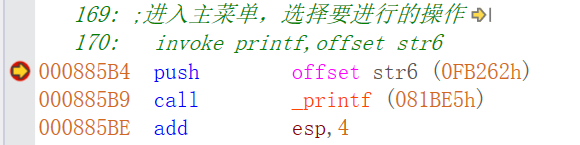 169: ;进入主菜单，选择要进行的操作
170: invoke printf,offset str6
000885B4 push offset str6 (0FB262h)
000885B9 call _printf (081BE5h)
000885BE add esp,4